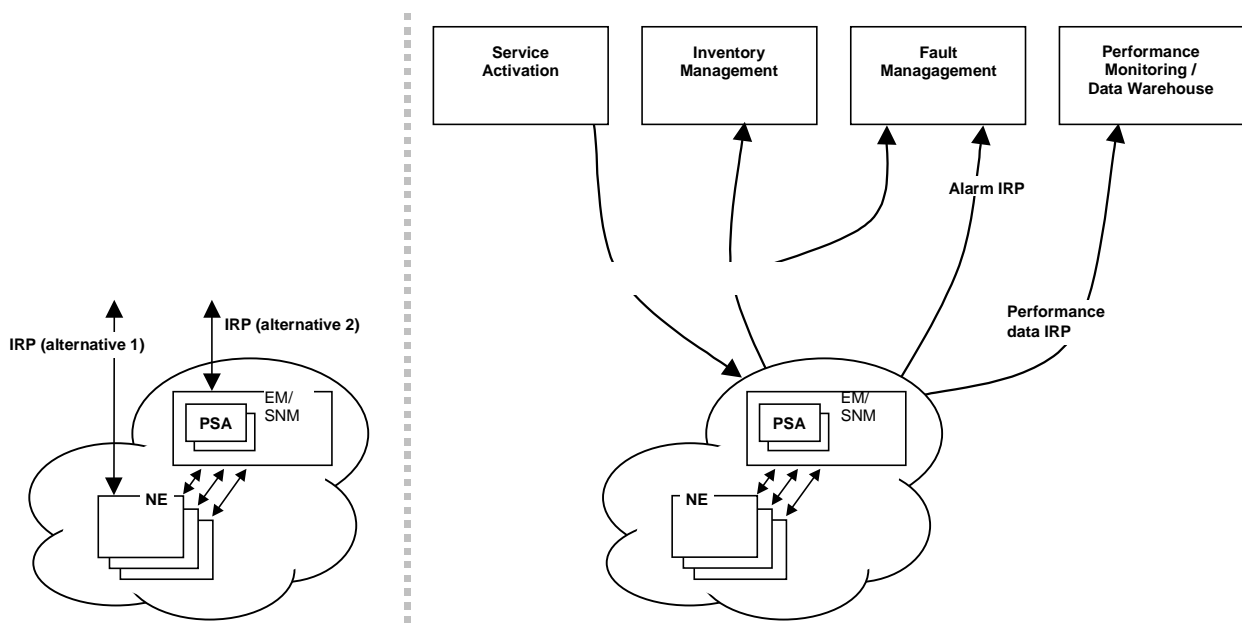 Service
Activation
Inventory
Management
Fault
Managagement
Performance
Monitoring /
Data Warehouse
Alarm IRP
Performance
data IRP
IRP (alternative 2)
IRP (alternative 1)
EM/
SNM
PSA
NE
EM/
SNM
PSA
NE